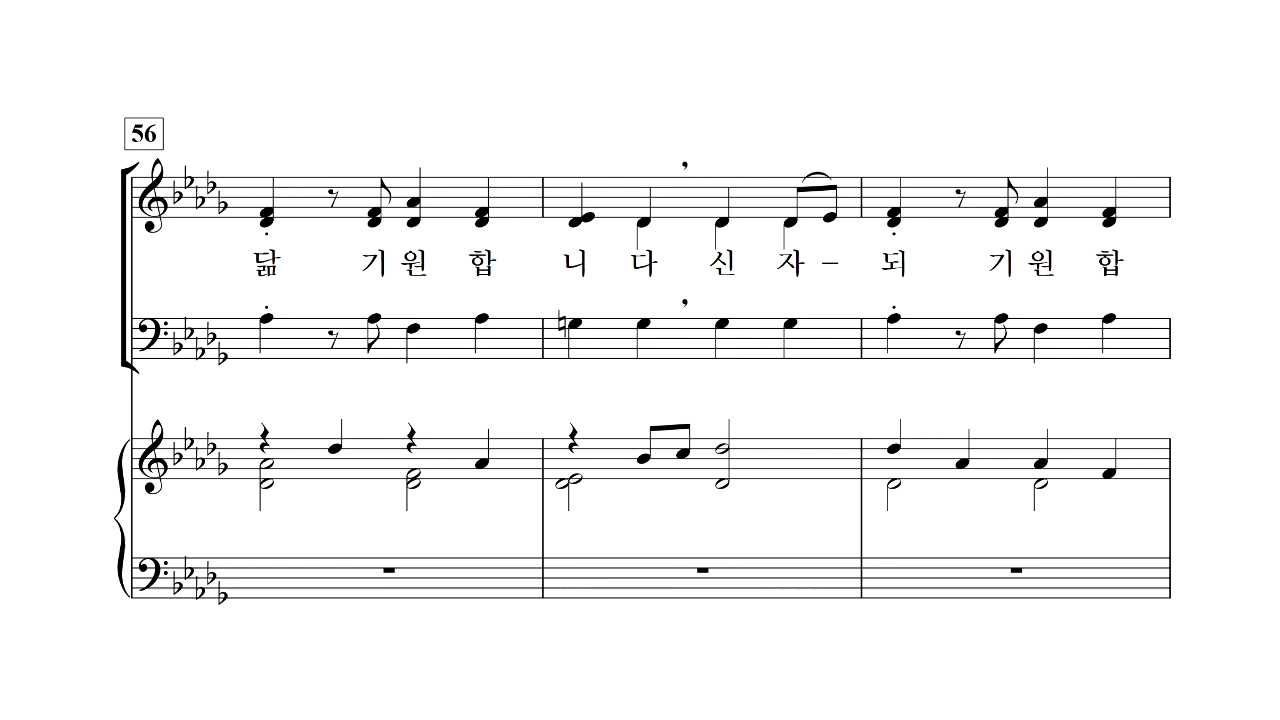 56
닮 기 원 합 니 다 신 자 – 되 기 원 합